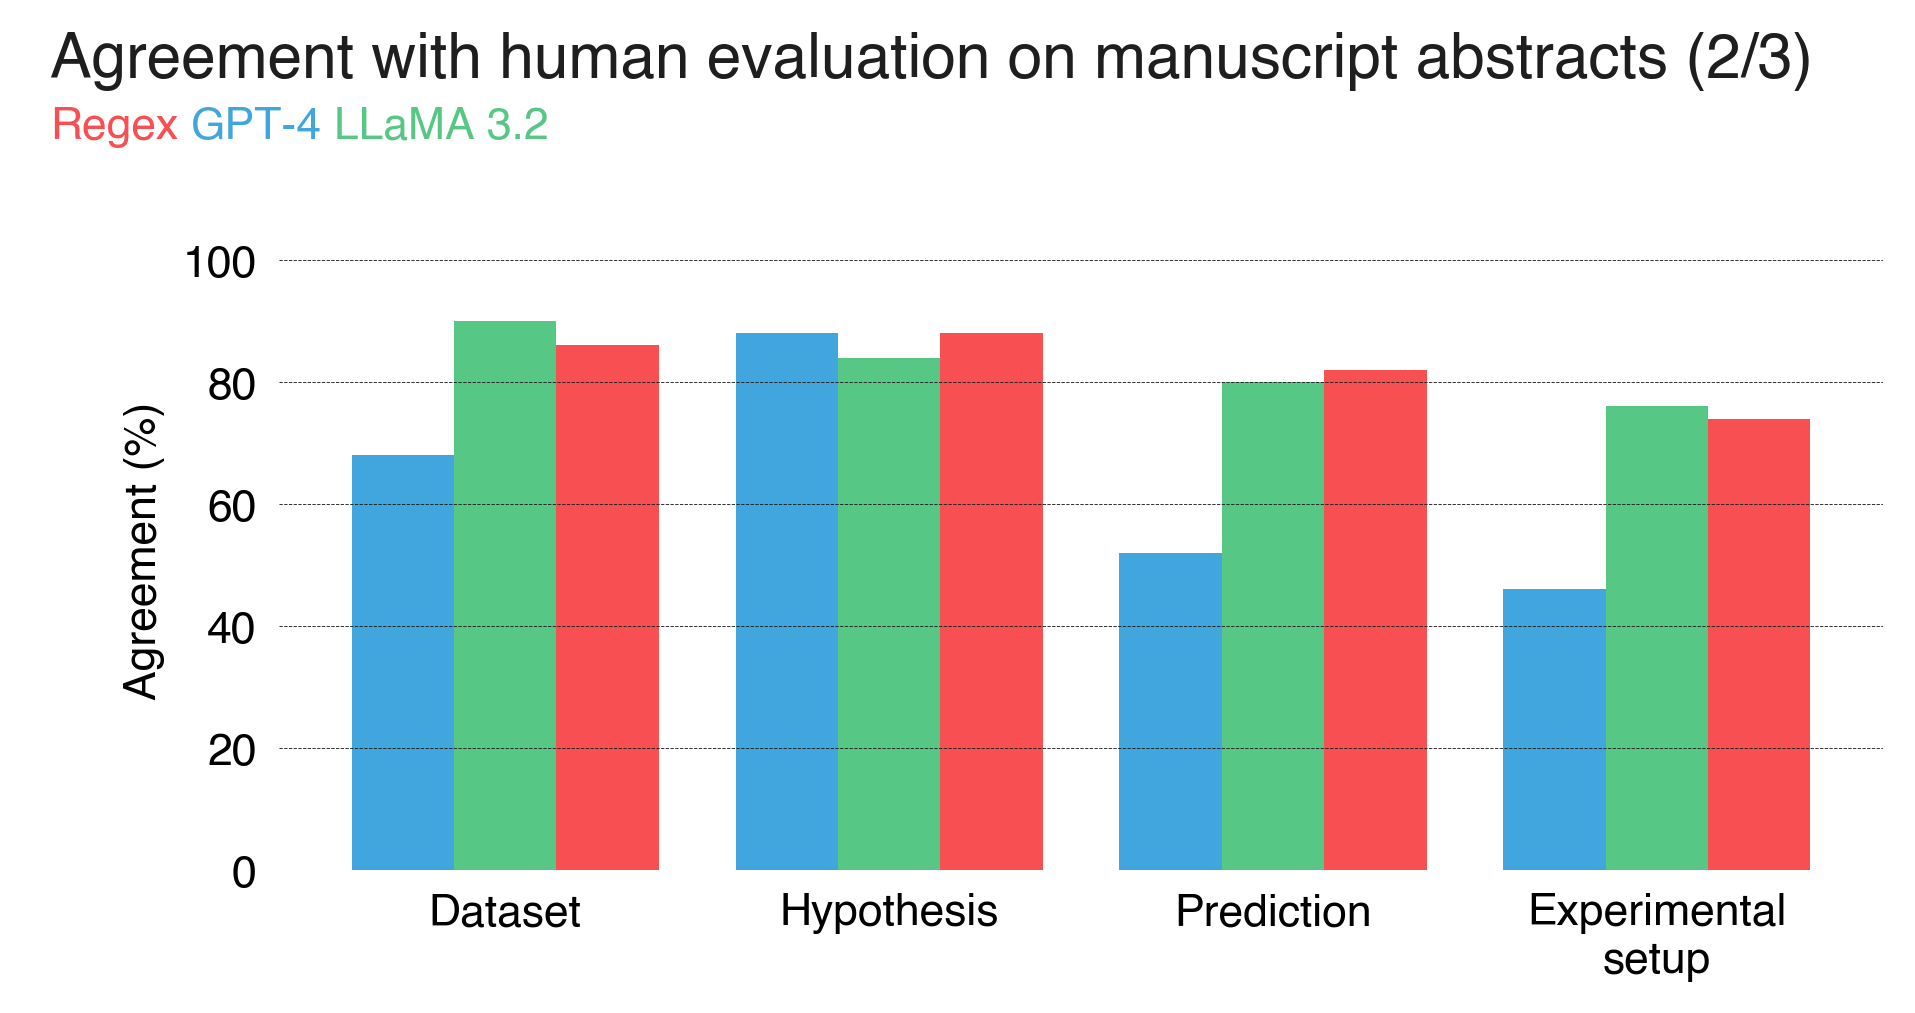 Agreement with human evaluation on manuscript abstracts (2/3)
Regex GPT-4 LLaMA 3.2
100
80
60
40
20
0
Agreement (%)
Dataset
Hypothesis
Prediction
Experimental
setup